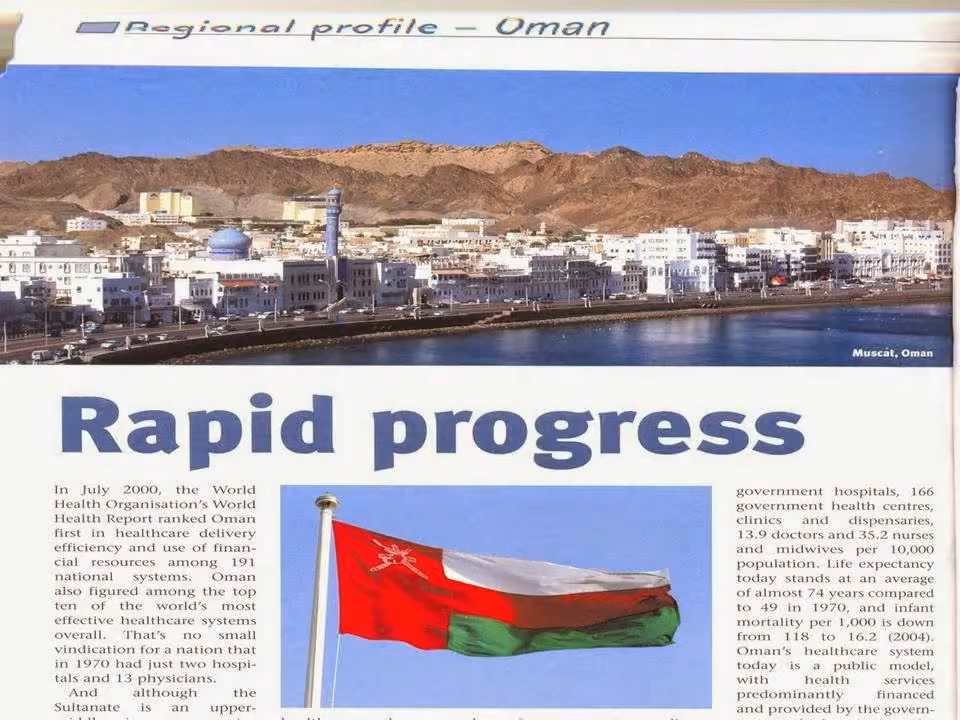 Regional profile – Oman
Muscat, Oman
Rapid progress
In July 2000, the World
Health Organisation's World
Health Report ranked Oman
first in healthcare delivery
efficiency and use of finan-
cial resources among 191
national systems. Oman
also figured among the top
ten of the world's most
effective healthcare systems
overall. That's no small
vindication for a nation that
in 1970 had just two hospi-
tals and 13 physicians.
And although the
Sultanate is an upper-
government hospitals, 166
government health centres,
clinics and dispensaries,
13.9 doctors and 35.2 nurses
and midwives per 10,000
population. Life expectancy
today stands at an average
of almost 74 years compared
to 49 in 1970, and infant
mortality per 1,000 is down
from 118 to 16.2 (2004).
Oman's healthcare system
today is a public model,
with health services
predominantly financed
and provided by the govern-